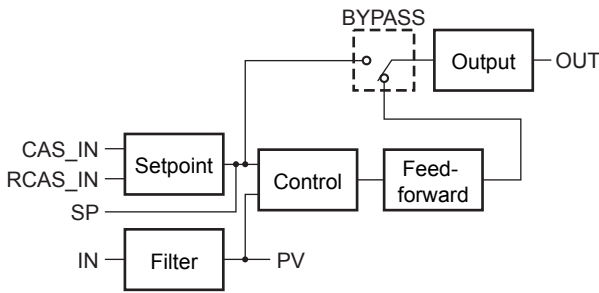 BYPASS
Output
OUT
CAS_IN
RCAS_IN
Setpoint
SP
Control
Feed-
forward
IN
Filter
PV